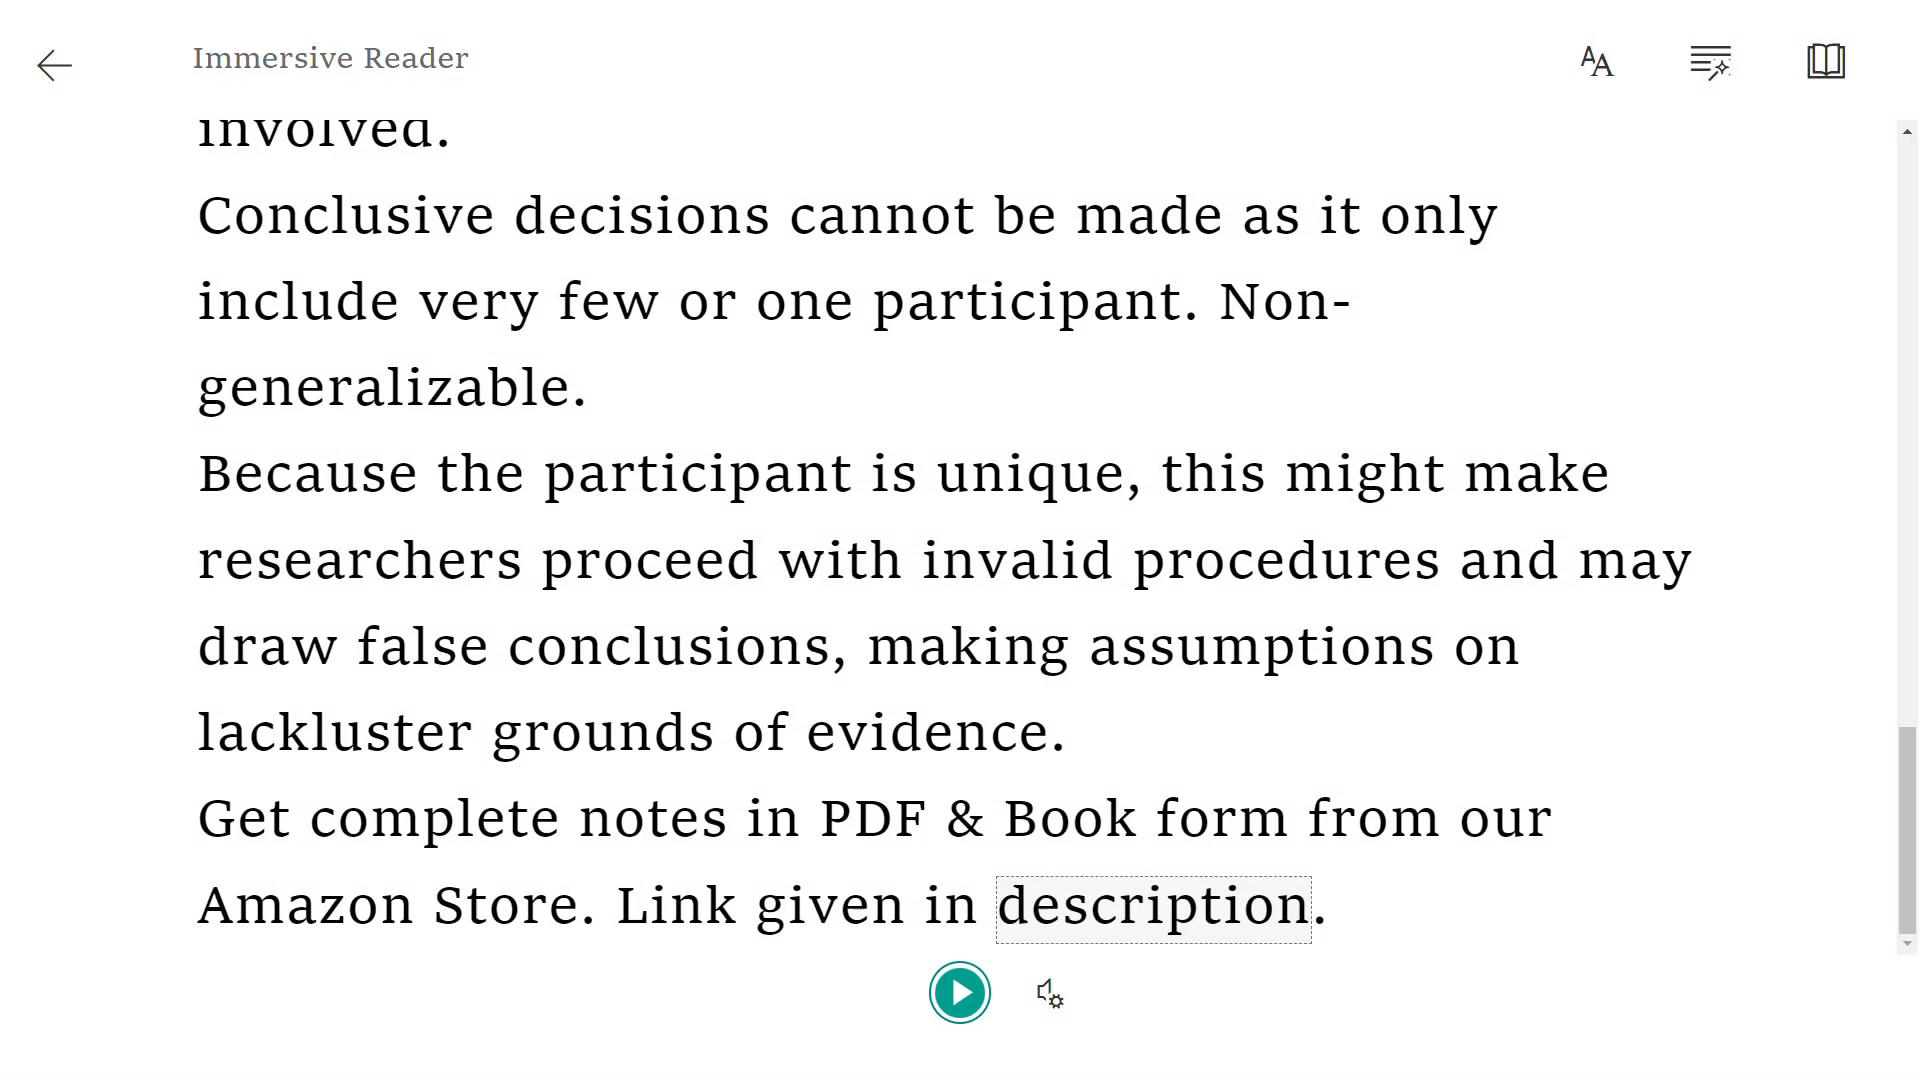 Immersive Reader
involved.
Conclusive decisions cannot be made as it only
include very few or one participant. Non-
generalizable.
Because the participant is unique, this might make
researchers proceed with invalid procedures and may
draw false conclusions, making assumptions on
lackluster grounds of evidence.
Get complete notes in PDF & Book form from our
Amazon Store. Link given in description.